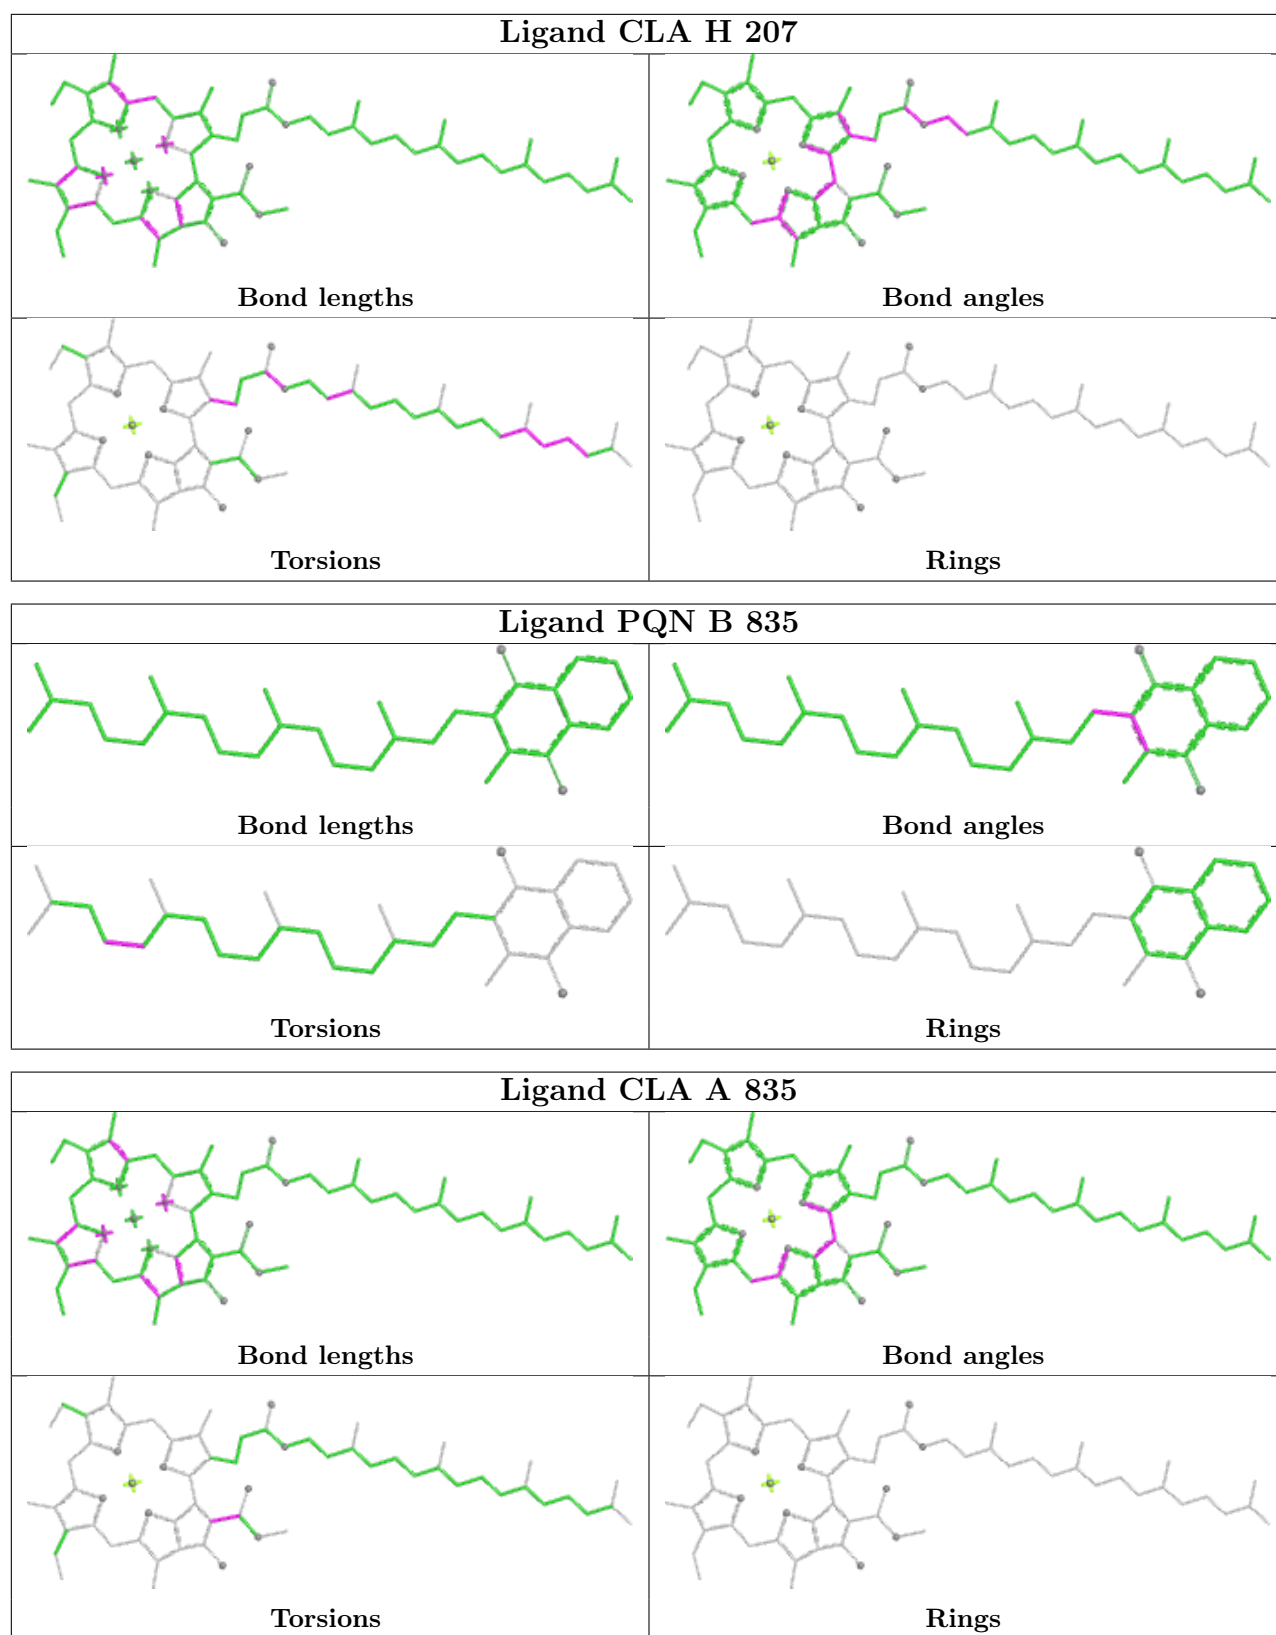 Ligand CLA H 207
Bond lengths
Bond angles
Torsions
Rings
Ligand PQN B 835
Bond lengths
Bond angles
Torsions
Rings
Ligand CLA A 835
Bond lengths
Bond angles
Torsions
Rings